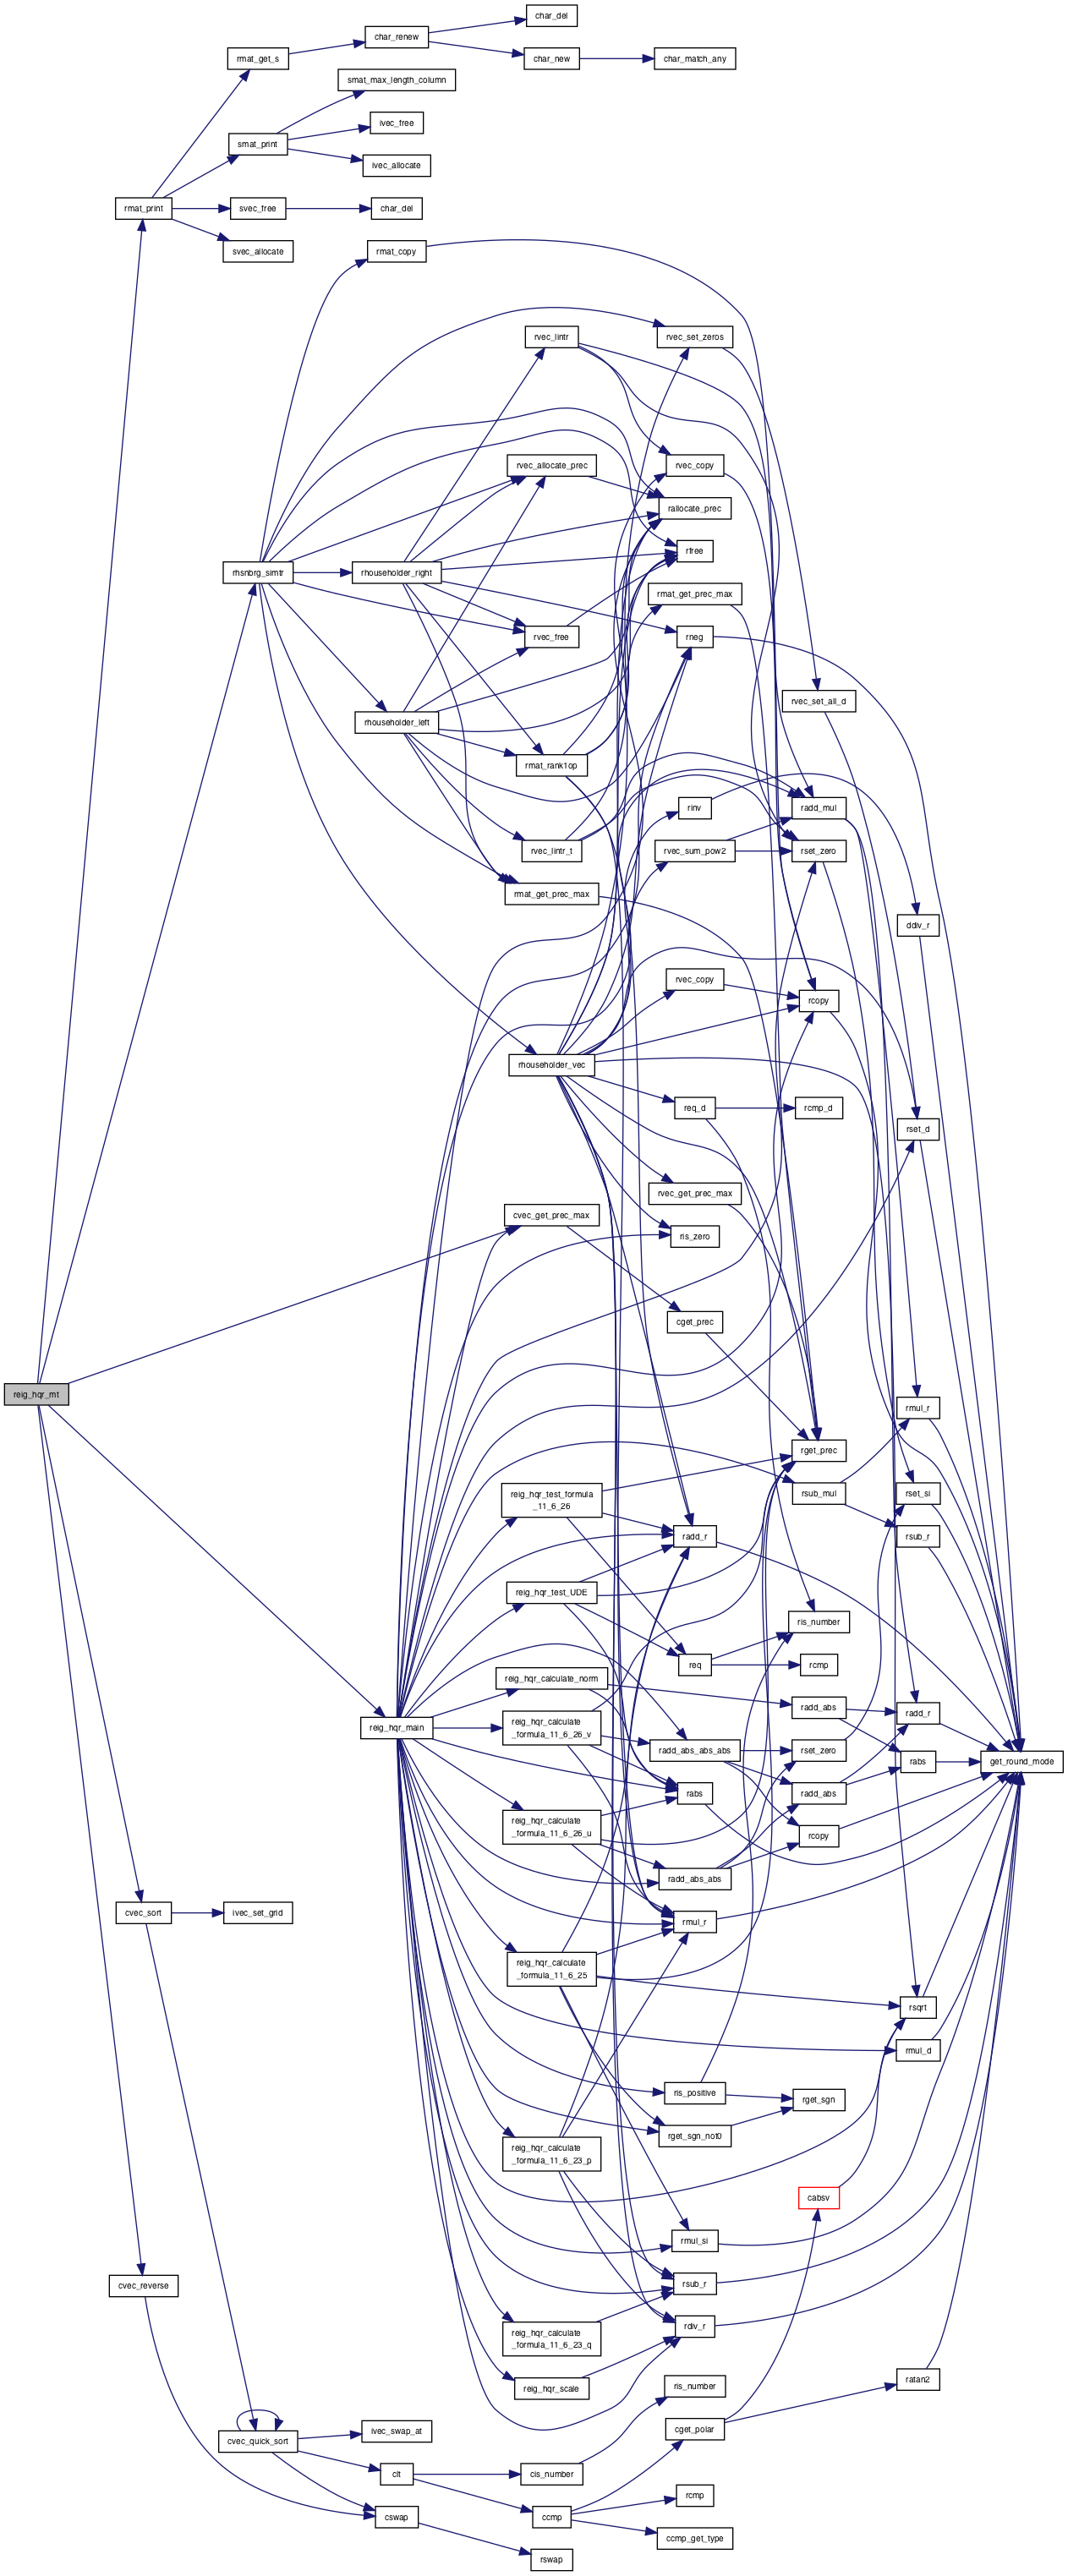 char_del
char_renew
rmat_get_s
char_new
char_match_any
smat_max_length_column
ivec_free
smat_print
ivec_allocate
rmat_print
svec_free
char_del
svec_allocate
rmat_copy
rvec_lintr
rvec_set_zeros
rvec_allocate_prec
rvec_copy
rallocate_prec
rfree
rhsnbrg_simtr
rhouseholder_right
rmat_get_prec_max
rvec_free
rneg
rvec_set_all_d
rhouseholder_left
rmat_rank1op
rinv
radd_mul
rvec_lintr_t
rvec_sum_pow2
rset_zero
rmat_get_prec_max
ddiv_r
rvec_copy
rcopy
rhouseholder_vec
req_d
rcmp_d
rset_d
rvec_get_prec_max
cvec_get_prec_max
ris_zero
cget_prec
reig_hqr_mt
rmul_r
rget_prec
reig_hqr_test_formula
_11_6_26
rsub_mul
rset_si
radd_r
rsub_r
reig_hqr_test_UDE
ris_number
req
rcmp
reig_hqr_calculate_norm
radd_abs
radd_r
reig_hqr_main
reig_hqr_calculate
_formula_11_6_26_v
radd_abs_abs_abs
rset_zero
rabs
get_round_mode
rabs
radd_abs
reig_hqr_calculate
_formula_11_6_26_u
rcopy
radd_abs_abs
cvec_sort
ivec_set_grid
rmul_r
reig_hqr_calculate
_formula_11_6_25
rsqrt
rmul_d
ris_positive
rget_sgn
rget_sgn_not0
reig_hqr_calculate
_formula_11_6_23_p
cabsv
rmul_si
cvec_reverse
rsub_r
rdiv_r
reig_hqr_calculate
_formula_11_6_23_q
ratan2
reig_hqr_scale
ris_number
cvec_quick_sort
ivec_swap_at
cget_polar
clt
cis_number
rcmp
cswap
ccmp
ccmp_get_type
rswap